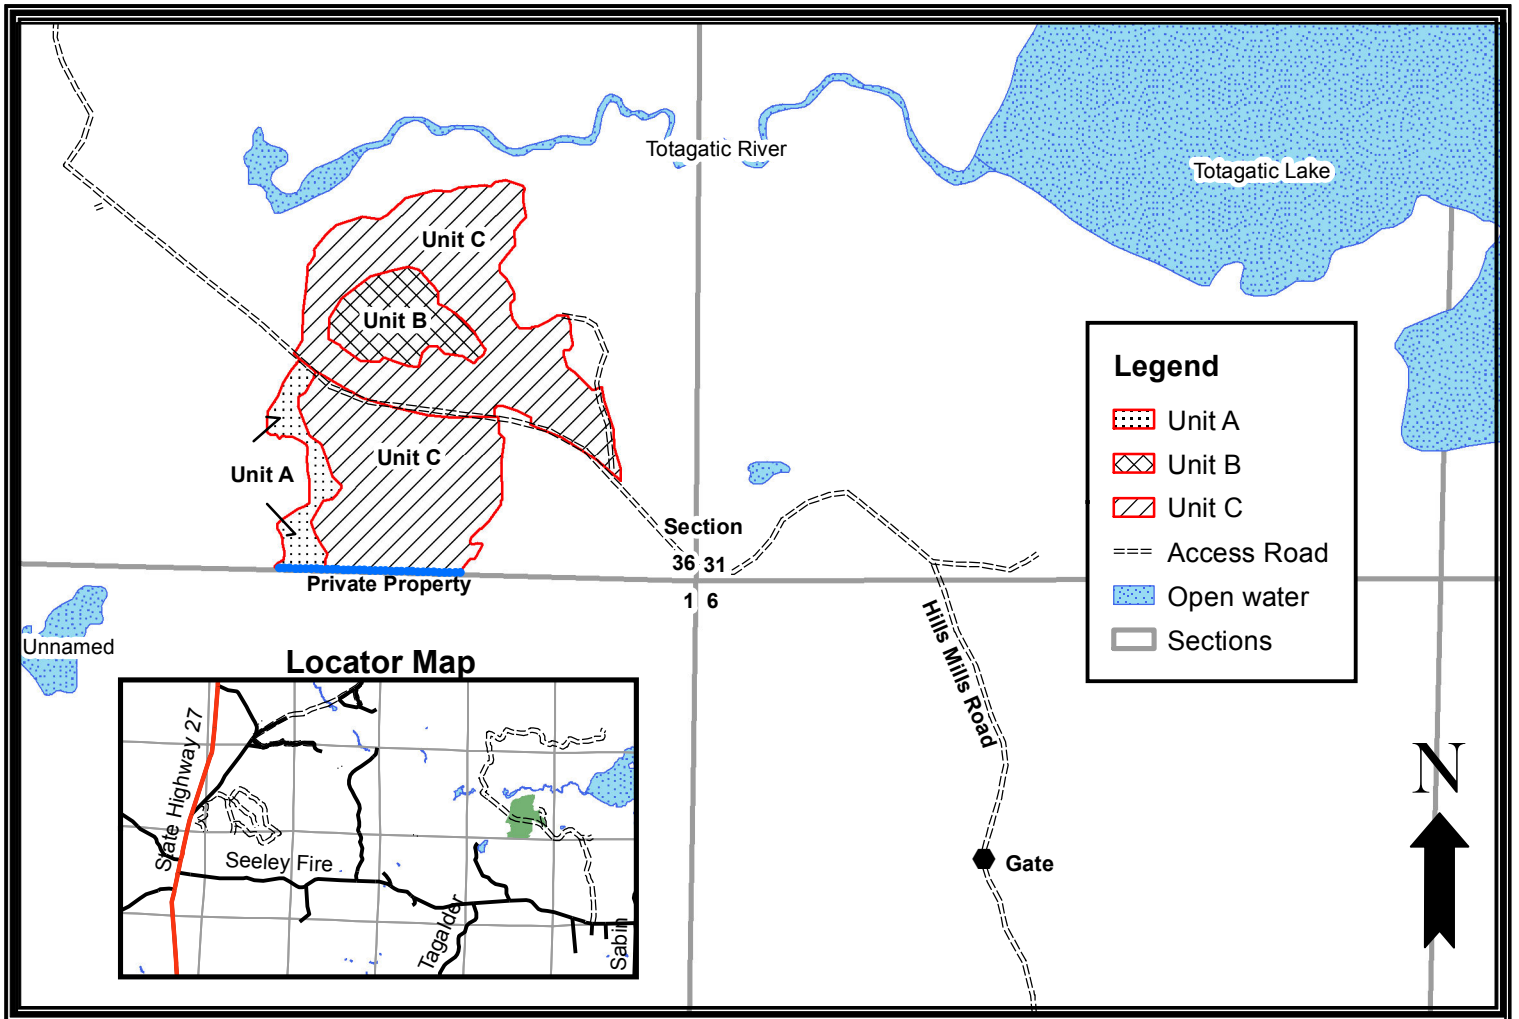 Totagatic River
Totagatic Lake
Unit C
Unit B
Unit C
Unit A
Section
36 31
1 6
Private Property
Unnamed
Hills Mills Road
Gate
Legend
Unit A
Unit B
Unit C
Access Road
Open water
Sections
N
Locator Map
State Highway 27
Seeley Fire
Tagalder
Sabin